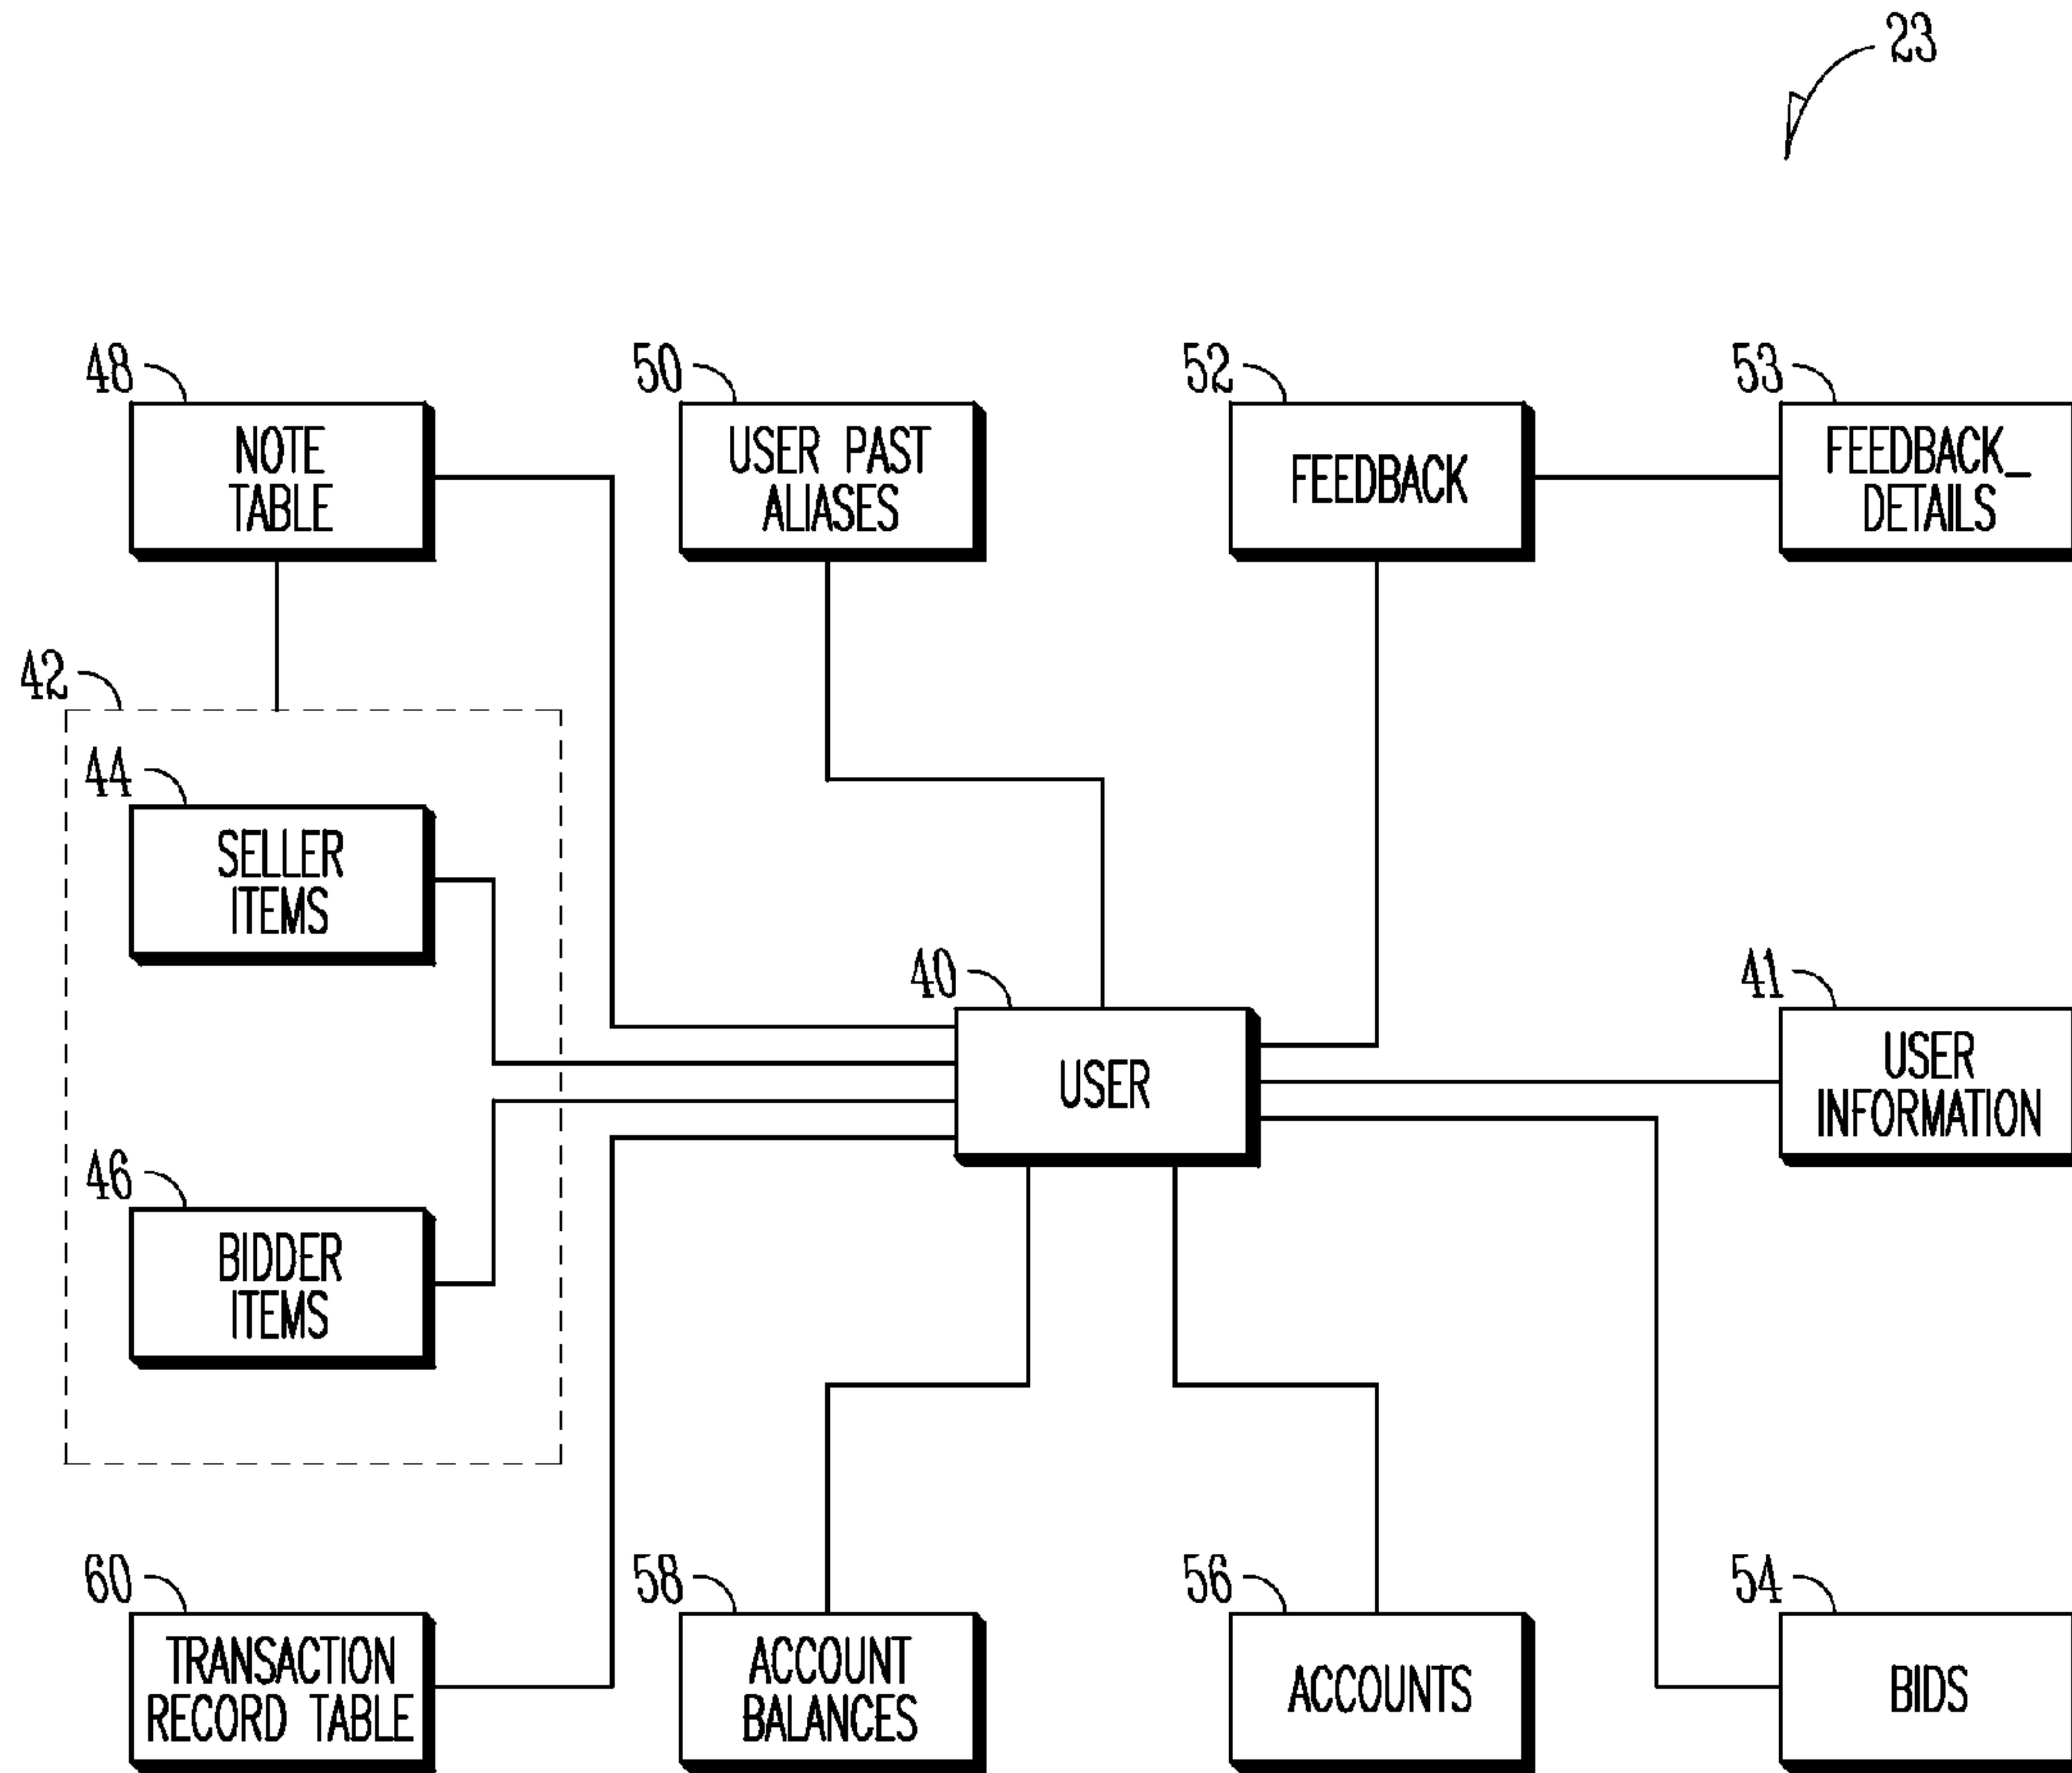 23
48
NOTE
TABLE
50
USER PAST
ALIASES
52
FEEDBACK
53
FEEDBACK_
DETAILS
42
44
SELLER
ITEMS
40
USER
41
USER
INFORMATION
46
BIDDER
ITEMS
60
TRANSACTION
RECORD TABLE
58
ACCOUNT
BALANCES
56
ACCOUNTS
54
BIDS